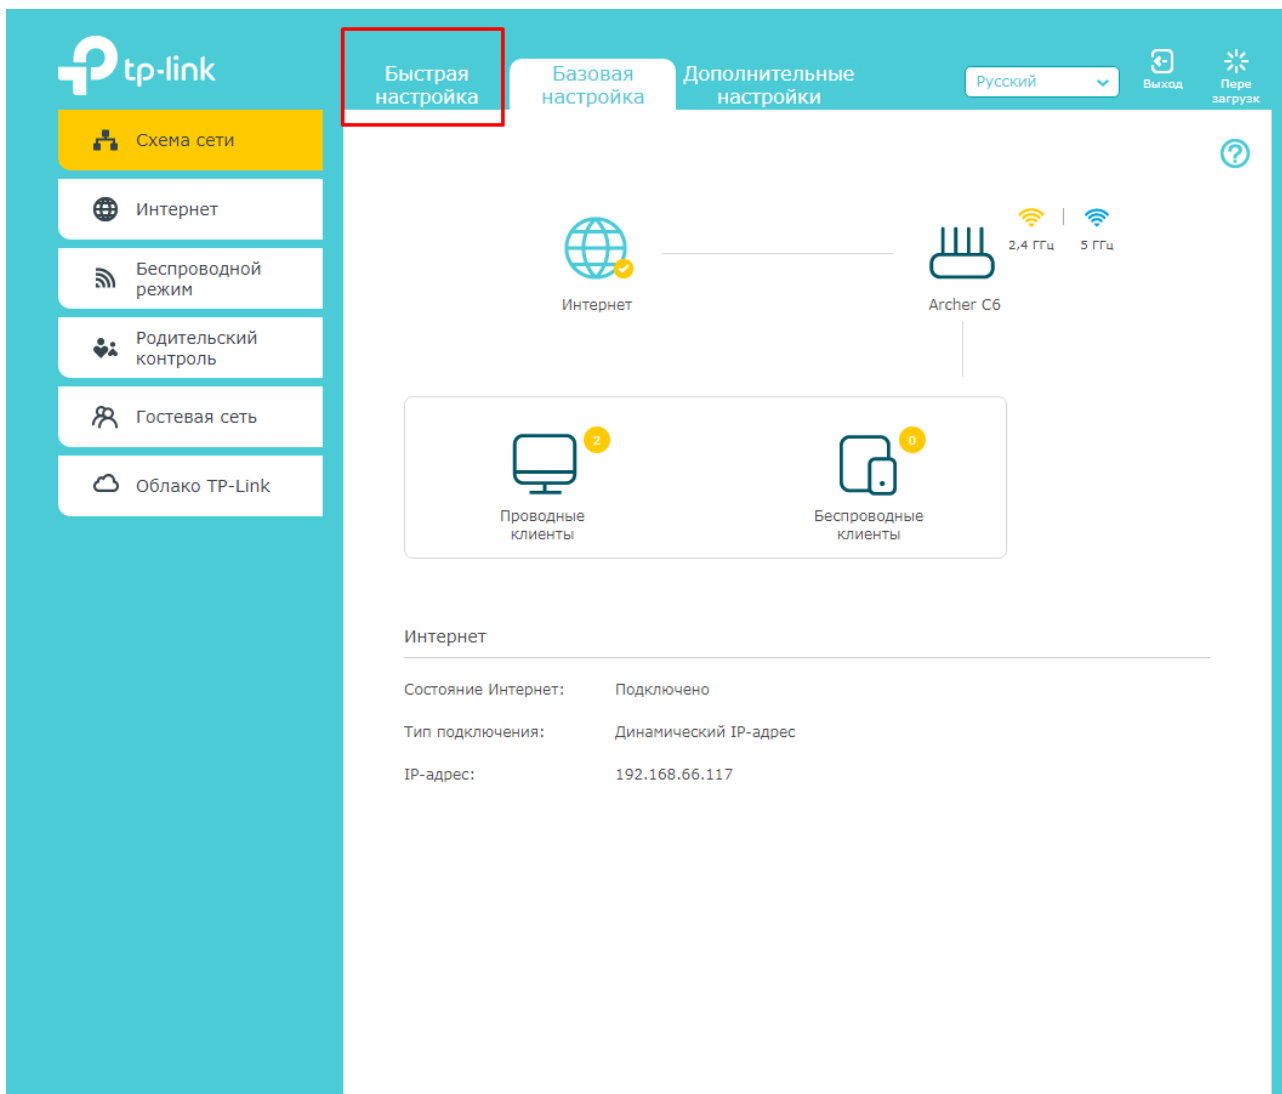 tp-link
Быстрая
настройка
Базовая
настройка
Дополнительные
настройки
Русский
Выход
Пере
загрузк
Схема сети
Интернет
Беспроводной
режим
Родительский
контроль
Гостевая сеть
Облако TP-Link
2,4 ГГц
5 ГГц
Интернет
Archer C6
2
0
Проводные
клиенты
Беспроводные
клиенты
Интернет
Состояние Интернет: Подключено
Тип подключения: Динамический IP-адрес
IP-адрес: 192.168.66.117